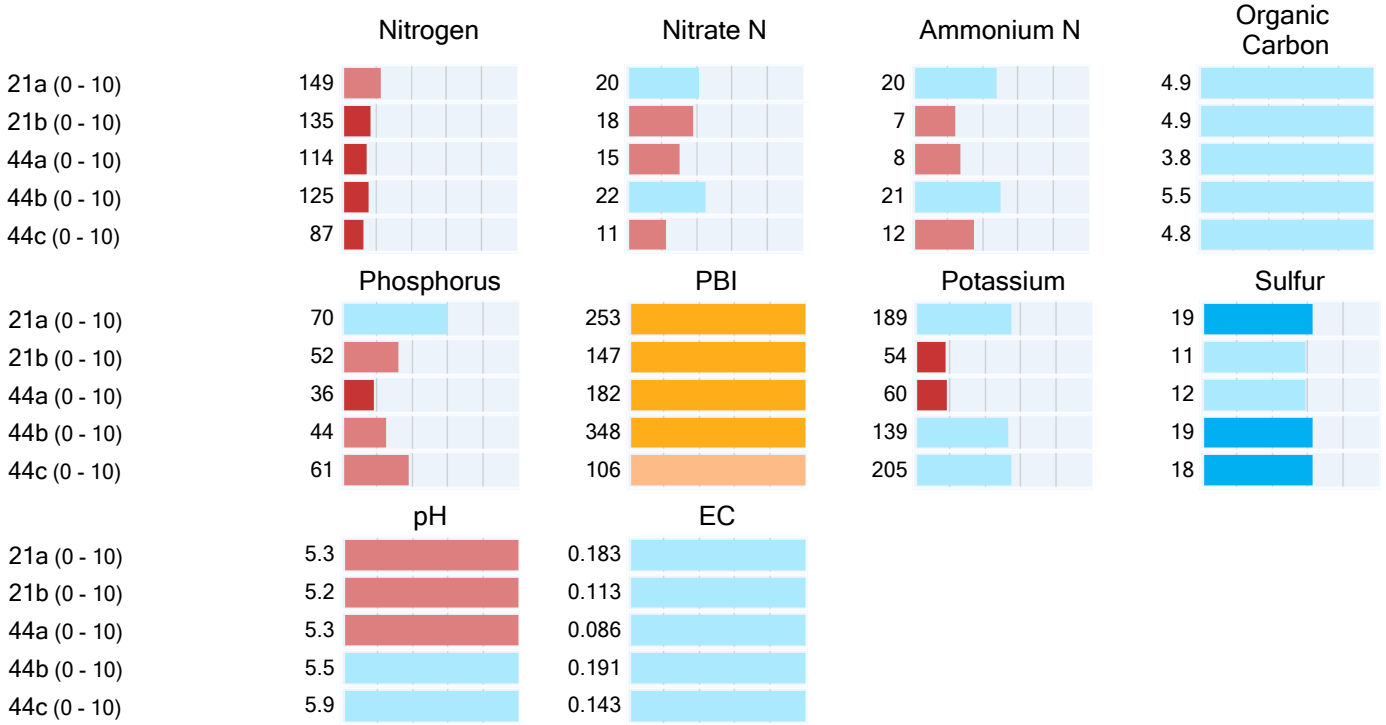 Nitrogen Nitrate N Ammonium N Organic
Carbon
21a (0 - 10) 149 20 20 4.9
21b (0 - 10) 135 18 7 4.9
44a (0 - 10) 114 15 8 3.8
44b (0 - 10) 125 22 21 5.5
44c (0 - 10) 87 11 12 4.8
Phosphorus PBI Potassium Sulfur
21a (0 - 10) 70 253 189 19
21b (0 - 10) 52 147 54 11
44a (0 - 10) 36 182 60 12
44b (0 - 10) 44 348 139 19
44c (0 - 10) 61 106 205 18
pH EC
21a (0 - 10) 5.3 0.183
21b (0 - 10) 5.2 0.113
44a (0 - 10) 5.3 0.086
44b (0 - 10) 5.5 0.191
44c (0 - 10) 5.9 0.143